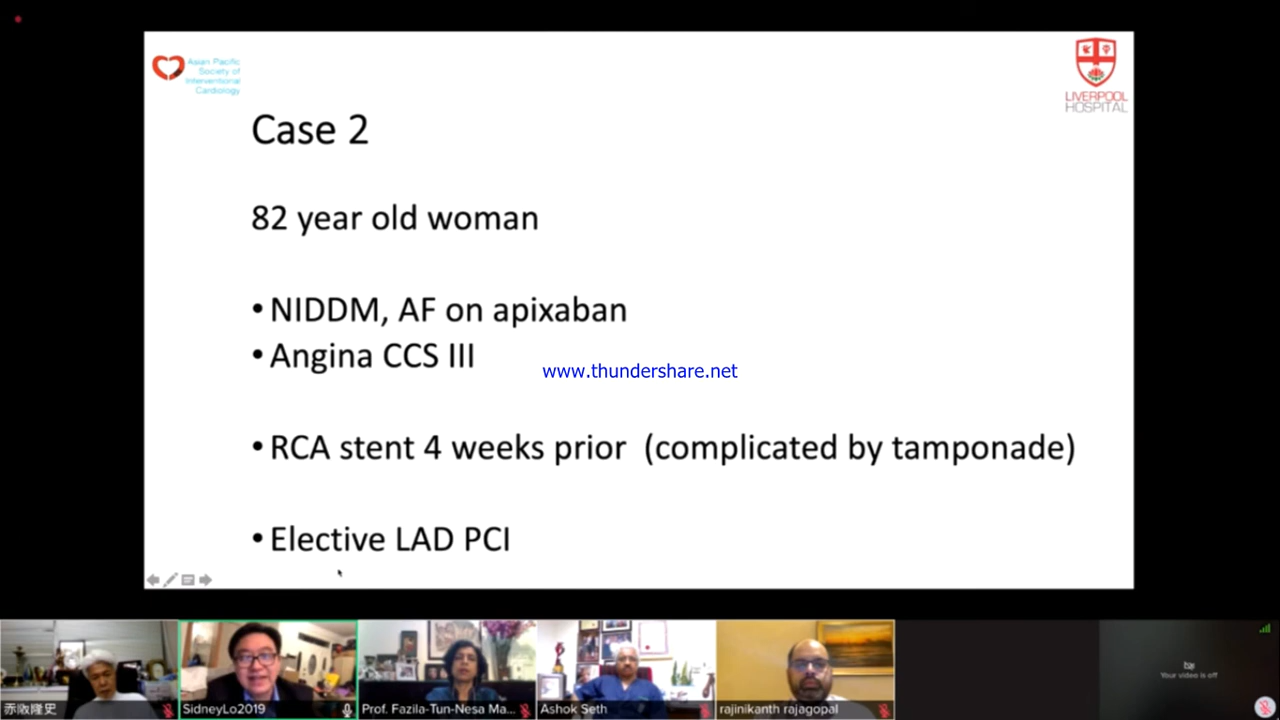 Asian Pacific
Society of
Interventional
Cardiology
LIVERPOOL
HOSPITAL
Case 2
82 year old woman
• NIDDM, AF on apixaban
• Angina CCS III
www.thundershare.net
• RCA stent 4 weeks prior (complicated by tamponade)
• Elective LAD PCI
赤阪隆史
SidneyLo2019
Prof. Fazila-Tun-Nesa Ma...
Ashok Seth
rajinikanth rajagopal
Your video is off